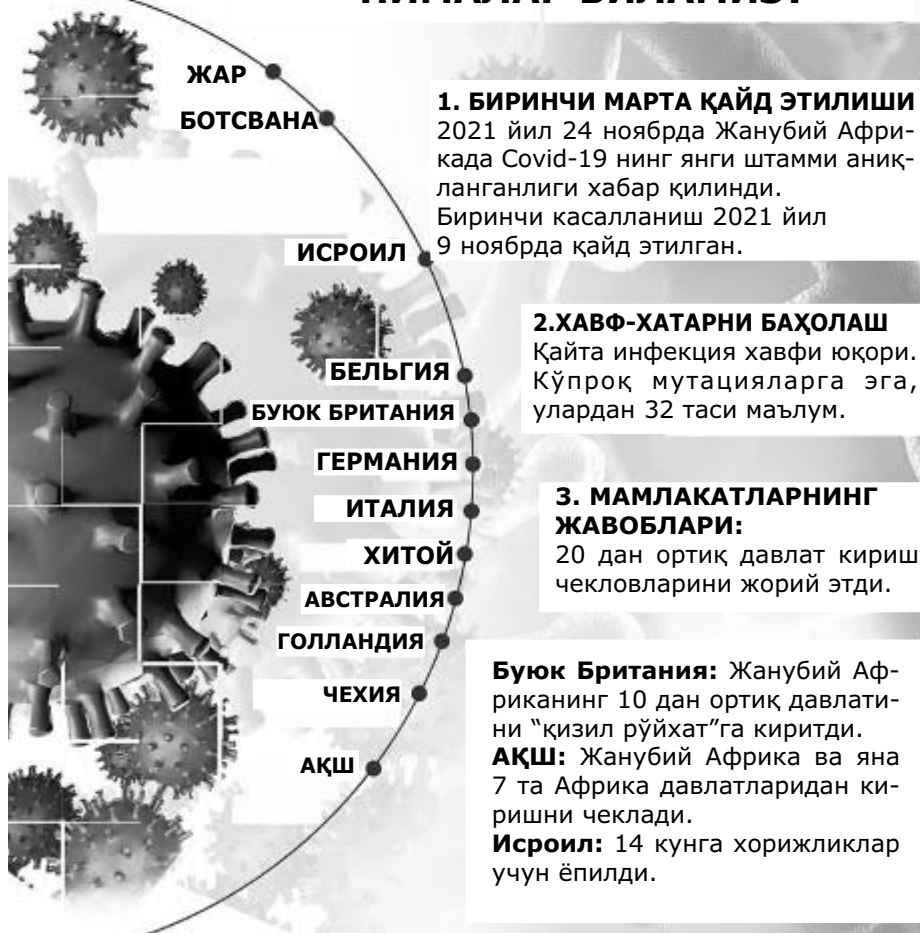 НИМАЛАР БИЛАМИЗ?
ЖАР
БОТСВАНА
ИСРОИЛ
БЕЛЬГИЯ
БУЮК БРИТАНИЯ
ГЕРМАНИЯ
ИТАЛИЯ
ХИТОЙ
АВСТРАЛИЯ
ГОЛЛАНДИЯ
ЧЕХИЯ
АҚШ
1. БИРИНЧИ МАРТА ҚАЙД ЭТИЛИШИ
2021 йил 24 ноябрда Жанубий Афри-
када Covid-19 нинг янги штамми аниқ-
ланганлиги хабар қилинди.
Биринчи касалланиш 2021 йил
9 ноябрда қайд этилган.
2.ХАВФ-ХАТАРНИ БАҲОЛАШ
Қайта инфекция хавфи юқори.
Кўпроқ мутацияларга эга,
улардан 32 таси маълум.
3. МАМЛАКАТЛАРНИНГ
ЖАВОБЛАРИ:
20 дан ортиқ давлат кириш
чекловларини жорий этди.
Буюк Британия: Жанубий Аф-
риканинг 10 дан ортиқ давлати-
ни “қизил рўйхат”га киритди.
АҚШ: Жанубий Африка ва яна
7 та Африка давлатларидан ки-
ришни чеклади.
Исроил: 14 кунга хорижликлар
учун ёпилди.